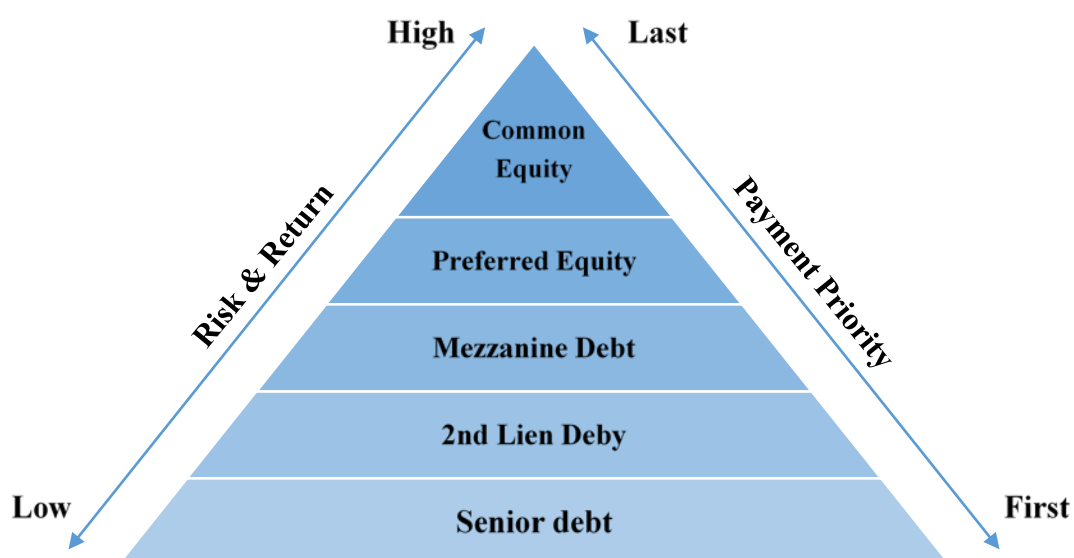 High
Last
Common
Equity
Risk & Return
Payment Priority
Preferred Equity
Mezzanine Debt
2nd Lien Deby
Low
First
Senior debt